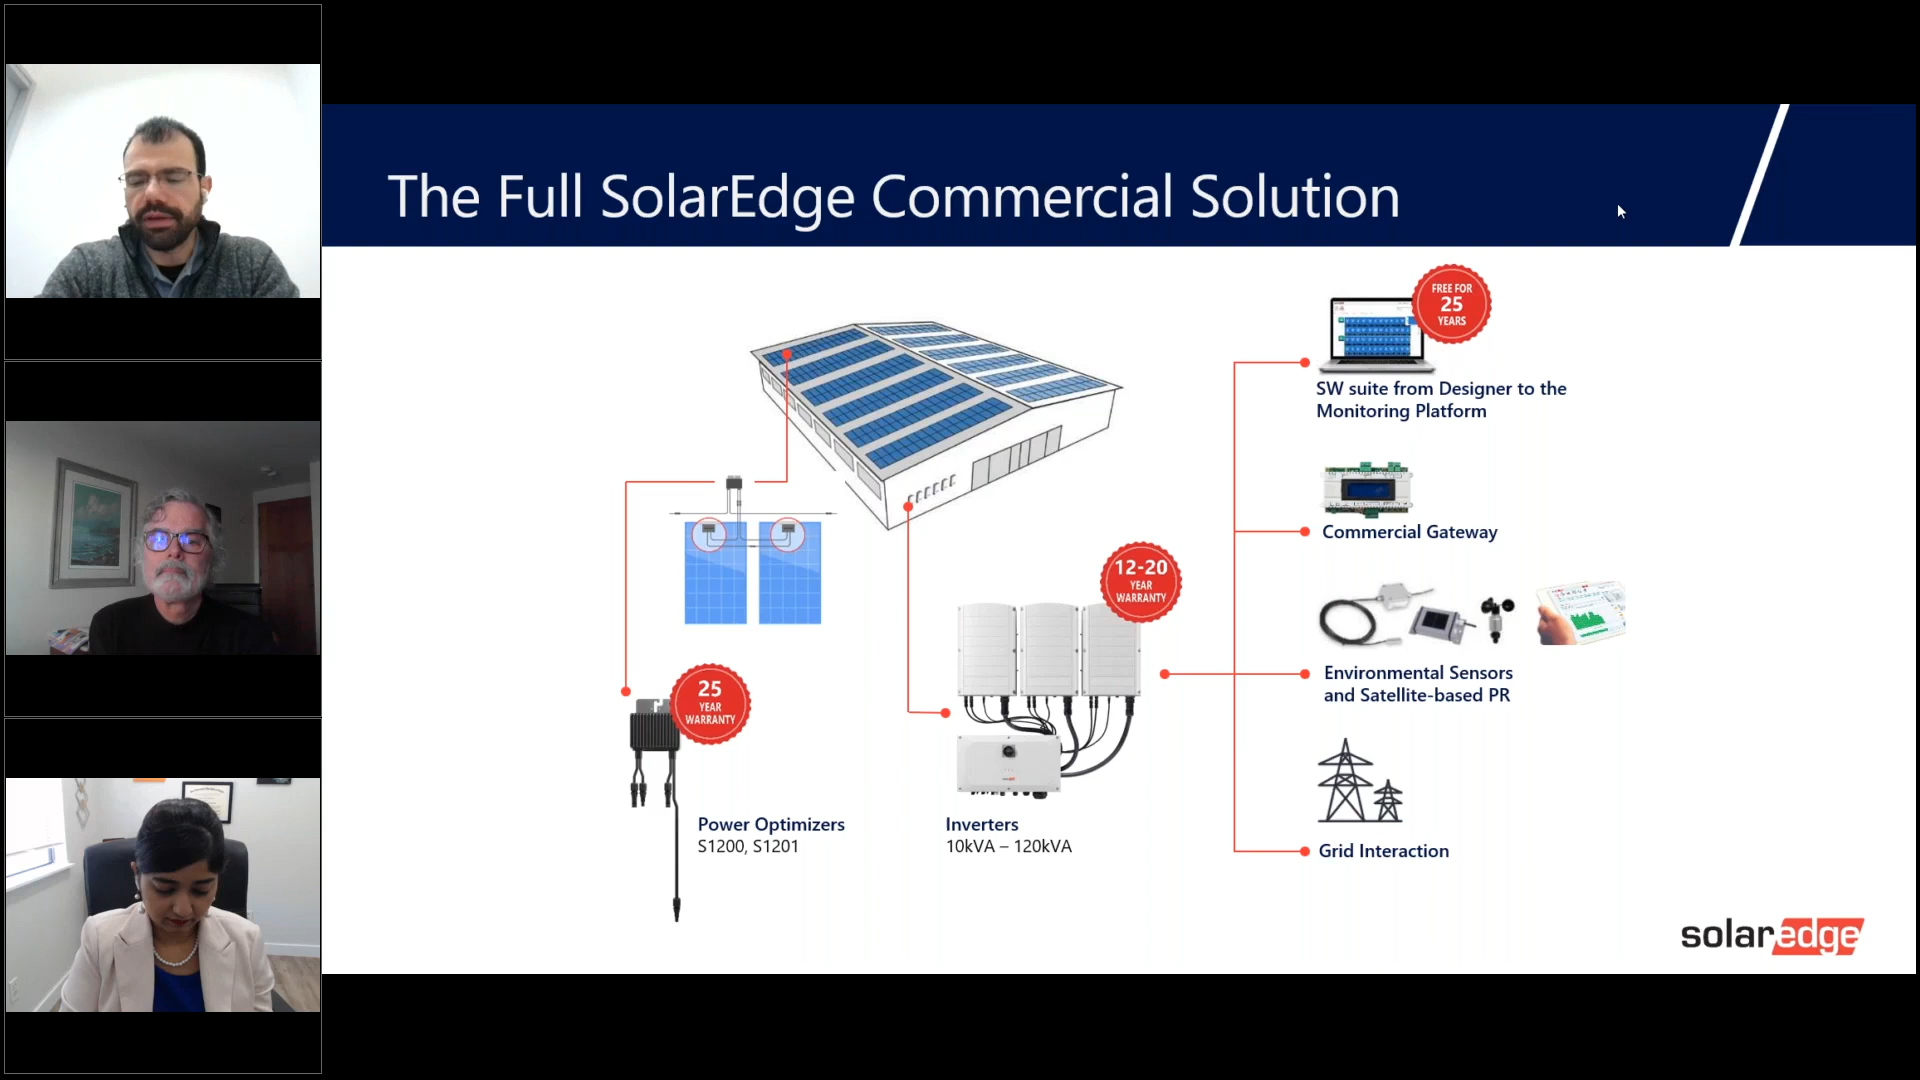 The Full SolarEdge Commercial Solution
FREE FOR
25
YEARS
SW suite from Designer to the
Monitoring Platform
Commercial Gateway
12-20
YEAR
WARRANTY
Environmental Sensors
and Satellite-based PR
25
YEAR
WARRANTY
Power Optimizers
S1200, S1201
Inverters
10kVA – 120kVA
Grid Interaction
solaredge